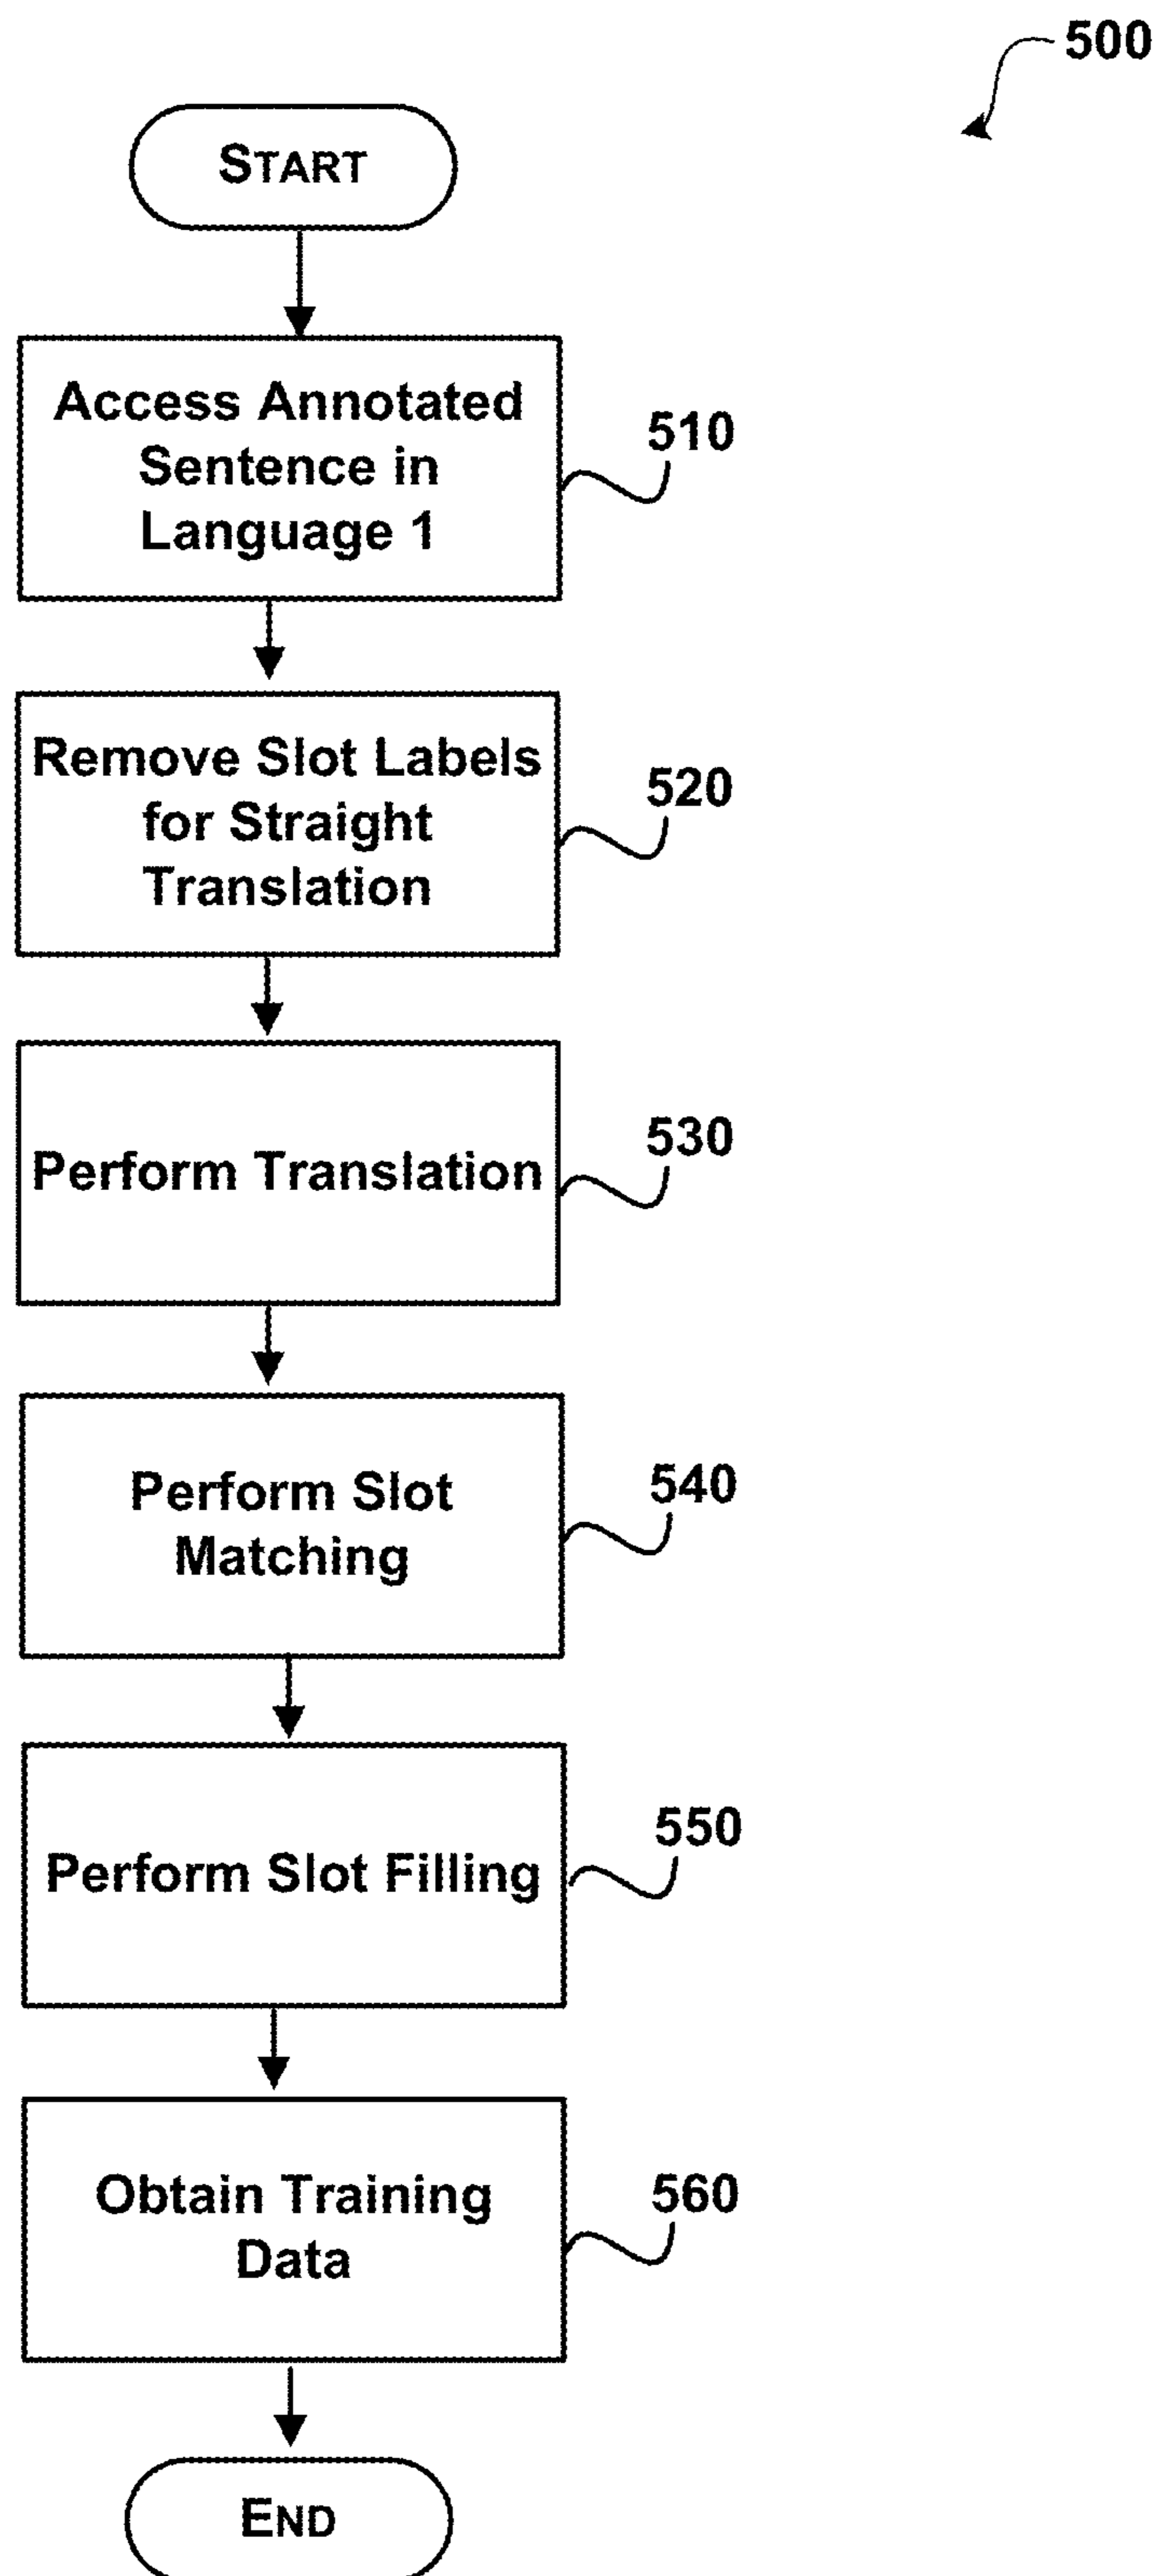 500
START
Access Annotated
Sentence in
Language 1
510
Remove Slot Labels
for Straight
Translation
520
Perform Translation
530
Perform Slot
Matching
540
Perform Slot Filling
550
Obtain Training
Data
560
END